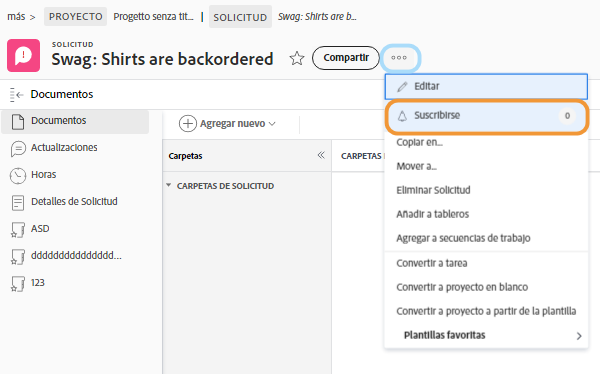 más > PROYECTO Progetto senza tit... | SOLICITUD Swag: Shirts are b...
SOLICITUD
Swag: Shirts are backordered
Compartir
Documentos
Documentos
Actualizaciones
Horas
Detalles de Solicitud
ASD
ddddddddddddddd...
123
Agregar nuevo
Carpetas
CARPETAS DE SOLICITUD
CARPETAS
Editar
Suscribirse 0
Copiar en...
Mover a...
Eliminar Solicitud
Añadir a tableros
Agregar a secuencias de trabajo
Convertir a tarea
Convertir a proyecto en blanco
Convertir a proyecto a partir de la plantilla
Plantillas favoritas